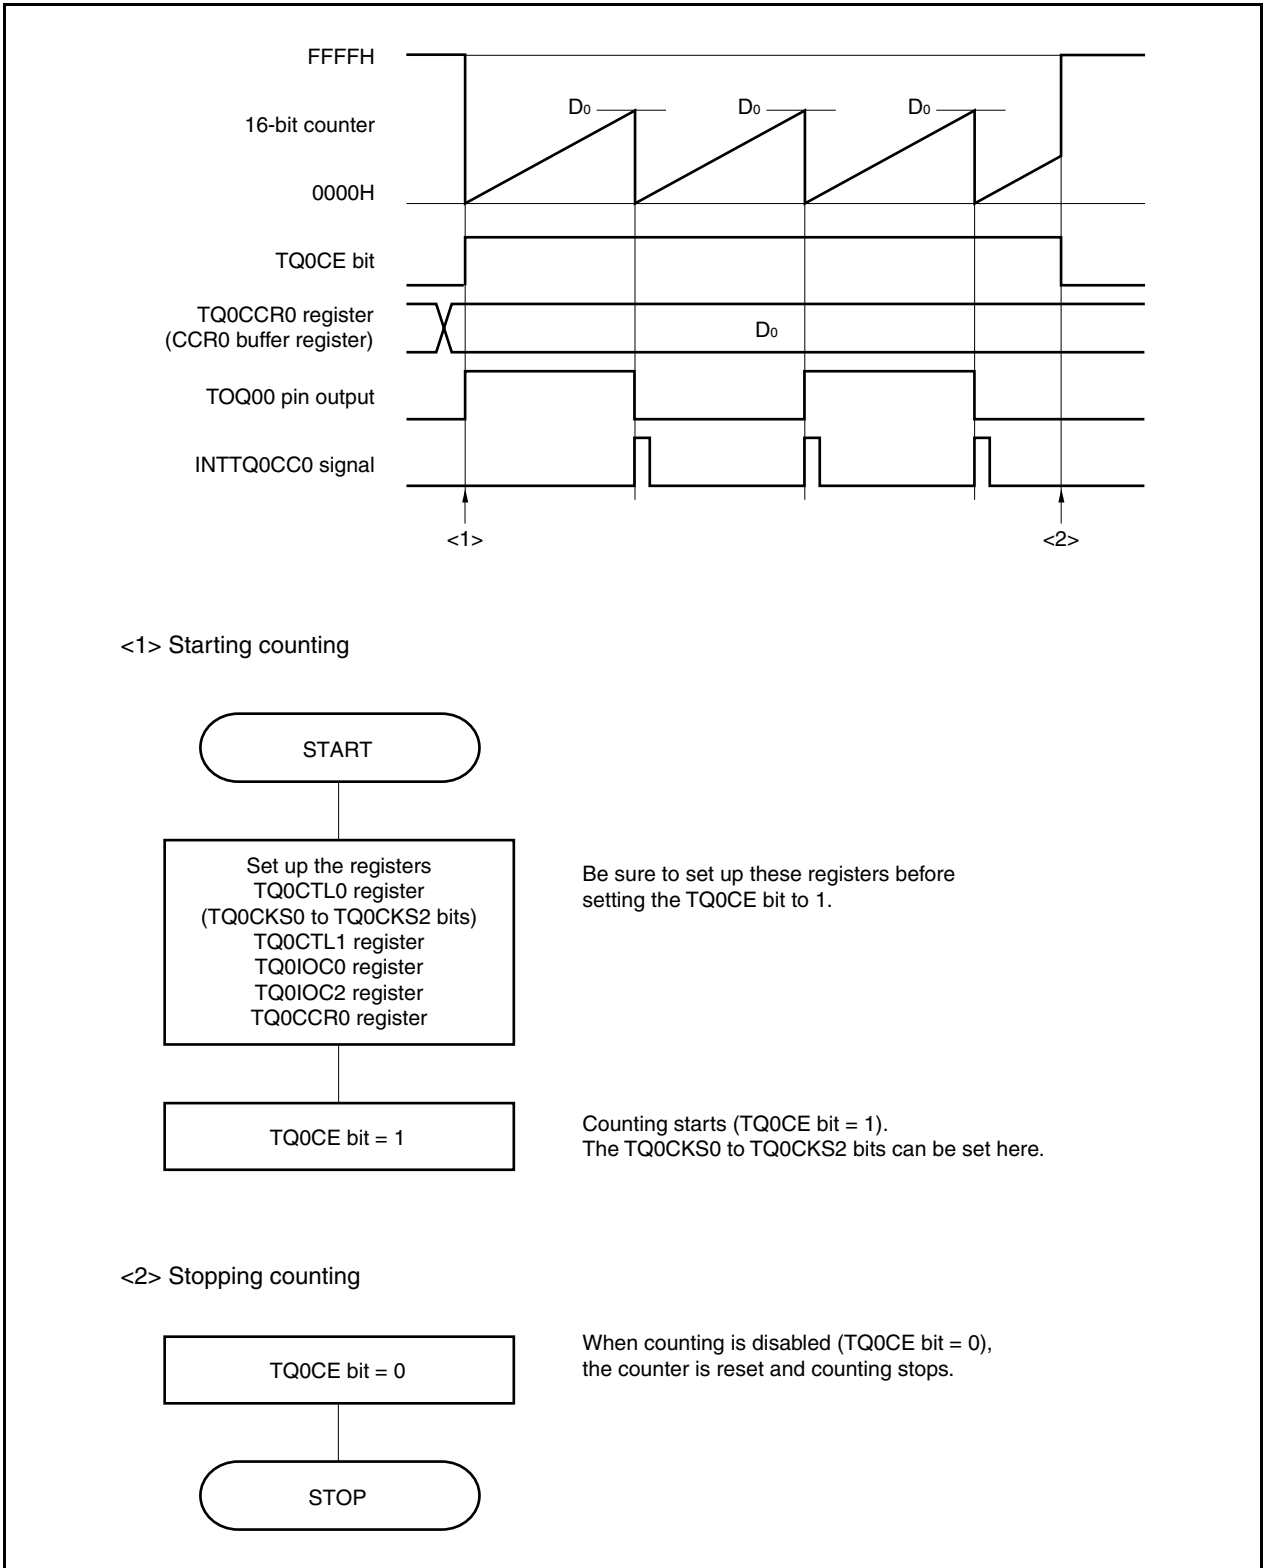 FFFFH
D0 D0 D0
16-bit counter
0000H
TQ0CE bit
TQ0CCR0 register
(CCR0 buffer register)
D0
TOQ00 pin output
INTTQ0CC0 signal
<1> <2>
<1> Starting counting
START
Set up the registers
TQ0CTL0 register
(TQ0CKS0 to TQ0CKS2 bits)
TQ0CTL1 register
TQ0IOC0 register
TQ0IOC2 register
TQ0CCR0 register
Be sure to set up these registers before
setting the TQ0CE bit to 1.
TQ0CE bit = 1
Counting starts (TQ0CE bit = 1).
The TQ0CKS0 to TQ0CKS2 bits can be set here.
<2> Stopping counting
TQ0CE bit = 0
When counting is disabled (TQ0CE bit = 0),
the counter is reset and counting stops.
STOP